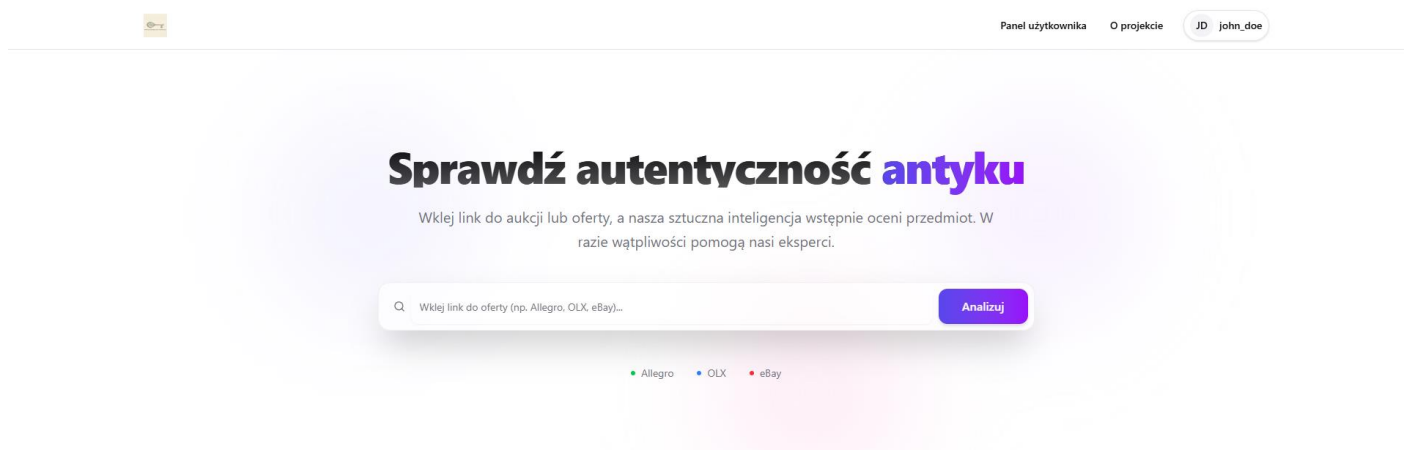 Panel użytkownika
O projekcie
JD john_doe
Sprawdź autentyczność antyku
Wklej link do aukcji lub oferty, a nasza sztuczna inteligencja wstępnie oceni przedmiot. W
razie wątpliwości pomogą nasi eksperci.
Wklej link do oferty (np. Allegro, OLX, eBay)...
Analizuj
Allegro
OLX
eBay